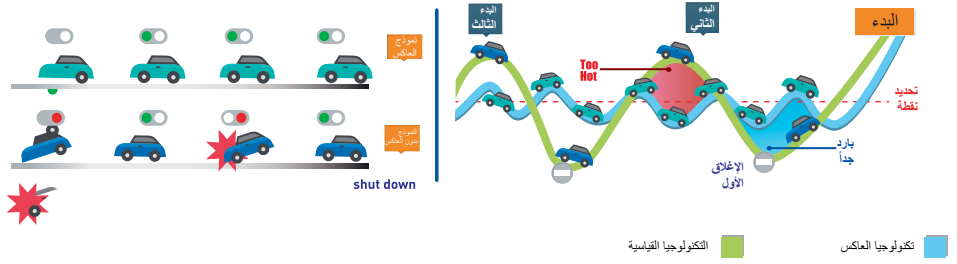 البدء
البدء
الثاني
البدء
الثالث
Too
Hot
تحديد
نقطة
بارد
جداً
الإغلاق
الأول
تكنولوجيا العاكس
التكنولوجيا القياسية
نموذج
العاكس
النموذج
بدون العاكس
shut down